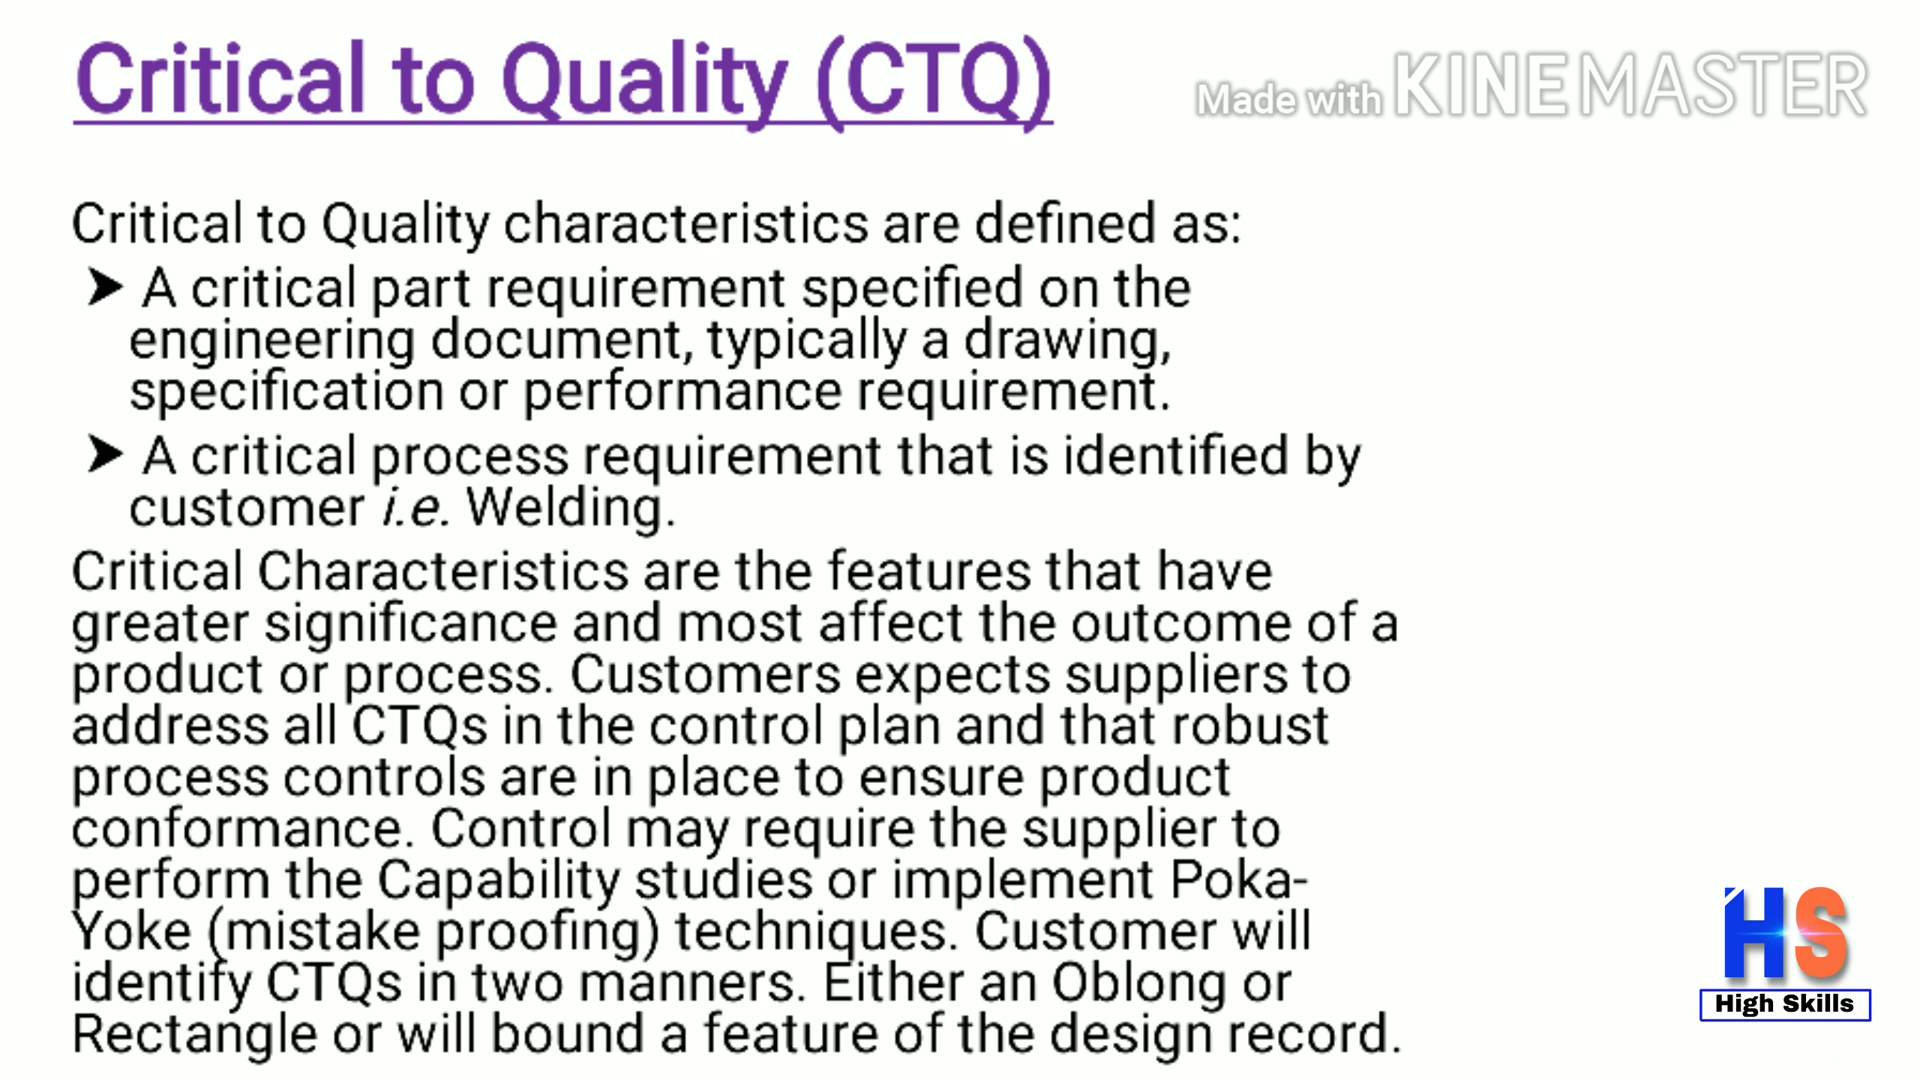 Critical to Quality (CTQ)
Made with KINEMASTER
Critical to Quality characteristics are defined as:
➤ A critical part requirement specified on the
engineering document, typically a drawing,
specification or performance requirement.
➤ A critical process requirement that is identified by
customer i.e. Welding.
Critical Characteristics are the features that have
greater significance and most affect the outcome of a
product or process. Customers expects suppliers to
address all CTQs in the control plan and that robust
process controls are in place to ensure product
conformance. Control may require the supplier to
perform the Capability studies or implement Poka-
Yoke (mistake proofing) techniques. Customer will
identify CTQs in two manners. Either an Oblong or
Rectangle or will bound a feature of the design record.
HS
High Skills